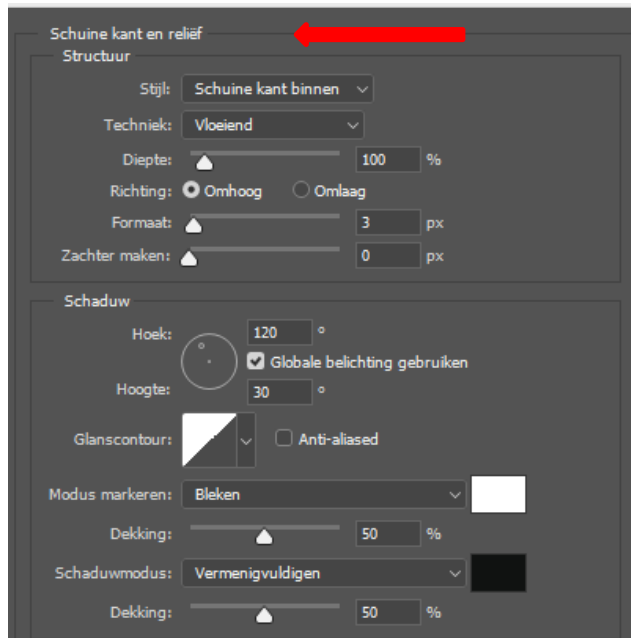 Schuine kant en reliëf
Structuur
Stijl: Schuine kant binnen
Techniek: Vloeiend
Diepte: 100 %
Richting: Omhoog Omlaag
Formaat: 3 px
Zachter maken: 0 px
Schaduw
Hoek: 120 °
Globale belichting gebruiken
Hoogte: 30 °
Glanscontour: Anti-aliased
Modus markeren: Bleken
Dekking: 50 %
Schaduwmodus: Vermenigvuldigen
Dekking: 50 %